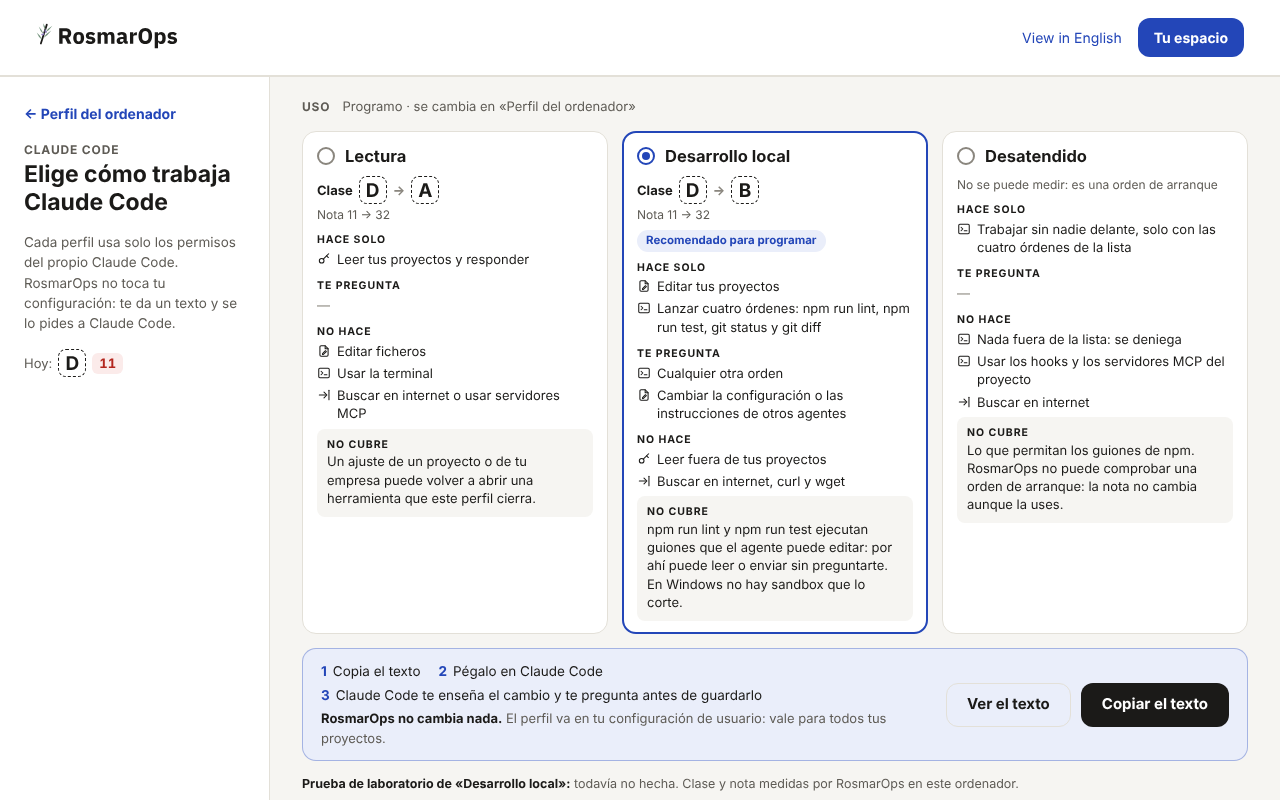 RosmarOps
View in English
Tu espacio
← Perfil del ordenador
CLAUDE CODE
Elige cómo trabaja
Claude Code
Cada perfil usa solo los permisos
del propio Claude Code.
RosmarOps no toca tu
configuración: te da un texto y se
lo pides a Claude Code.
Hoy: D 11
USO Programo · se cambia en «Perfil del ordenador»
Lectura
Clase D → A
Nota 11 → 32
HACE SOLO
Leer tus proyectos y responder
TE PREGUNTA
—
NO HACE
Editar ficheros
Usar la terminal
Buscar en internet o usar servidores
MCP
NO CUBRE
Un ajuste de un proyecto o de tu
empresa puede volver a abrir una
herramienta que este perfil cierra.
Desarrollo local
Clase D → B
Nota 11 → 32
Recomendado para programar
HACE SOLO
Editar tus proyectos
Lanzar cuatro órdenes: npm run lint, npm
run test, git status y git diff
TE PREGUNTA
Cualquier otra orden
Cambiar la configuración o las
instrucciones de otros agentes
NO HACE
Leer fuera de tus proyectos
Buscar en internet, curl y wget
NO CUBRE
npm run lint y npm run test ejecutan
guiones que el agente puede editar: por
ahí puede leer o enviar sin preguntarte.
En Windows no hay sandbox que lo
corte.
Desatendido
No se puede medir: es una orden de arranque
HACE SOLO
Trabajar sin nadie delante, solo con las
cuatro órdenes de la lista
TE PREGUNTA
—
NO HACE
Nada fuera de la lista: se deniega
Usar los hooks y los servidores MCP del
proyecto
Buscar en internet
NO CUBRE
Lo que permitan los guiones de npm.
RosmarOps no puede comprobar una
orden de arranque: la nota no cambia
aunque la uses.
1 Copia el texto 2 Pégalo en Claude Code
3 Claude Code te enseña el cambio y te pregunta antes de guardarlo
RosmarOps no cambia nada. El perfil va en tu configuración de usuario: vale para todos tus
proyectos.
Ver el texto
Copiar el texto
Prueba de laboratorio de «Desarrollo local»: todavía no hecha. Clase y nota medidas por RosmarOps en este ordenador.